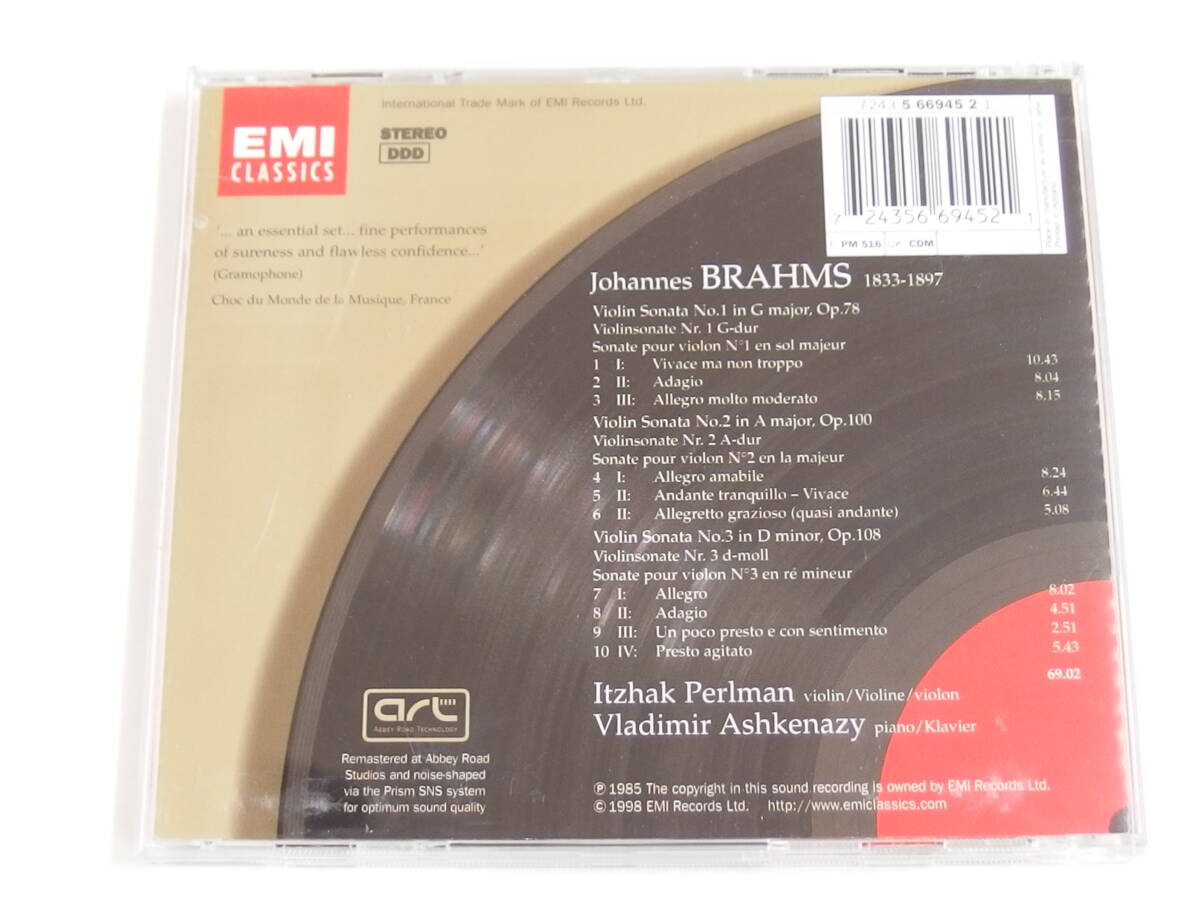 EMI
CLASSICS
International Trade Mark of EMI Records Ltd.
STEREO
DDD
'... an essential set... fine performances
of sureness and flawless confidence...'
(Gramophone)
Choc du Monde de la Musique, France
7243 5 66945 2 1
7 24356 69452 1
PM 516 UK: CDM
Johannes BRAHMS 1833-1897
Violin Sonata No.1 in G major, Op.78
Violinsonate Nr. 1 G-dur
Sonate pour violon N°1 en sol majeur
1 I: Vivace ma non troppo 10.43
2 II: Adagio 8.04
3 III: Allegro molto moderato 8.15
Violin Sonata No.2 in A major, Op.100
Violinsonate Nr. 2 A-dur
Sonate pour violon N°2 en la majeur
4 I: Allegro amabile 8.24
5 II: Andante tranquillo – Vivace 6.44
6 II: Allegretto grazioso (quasi andante) 5.08
Violin Sonata No.3 in D minor, Op.108
Violinsonate Nr. 3 d-moll
Sonate pour violon N°3 en ré mineur
7 I: Allegro 8.02
8 II: Adagio 4.51
9 III: Un poco presto e con sentimento 2.51
10 IV: Presto agitato 5.43
69.02
Itzhak Perlman violin/Violine/violon
Vladimir Ashkenazy piano/Klavier
art
ABBEY ROAD TECHNOLOGY
Remastered at Abbey Road
Studios and noise-shaped
via the Prism SNS system
for optimum sound quality
℗ 1985 The copyright in this sound recording is owned by EMI Records Ltd.
© 1998 EMI Records Ltd. http://www.emiclassics.com